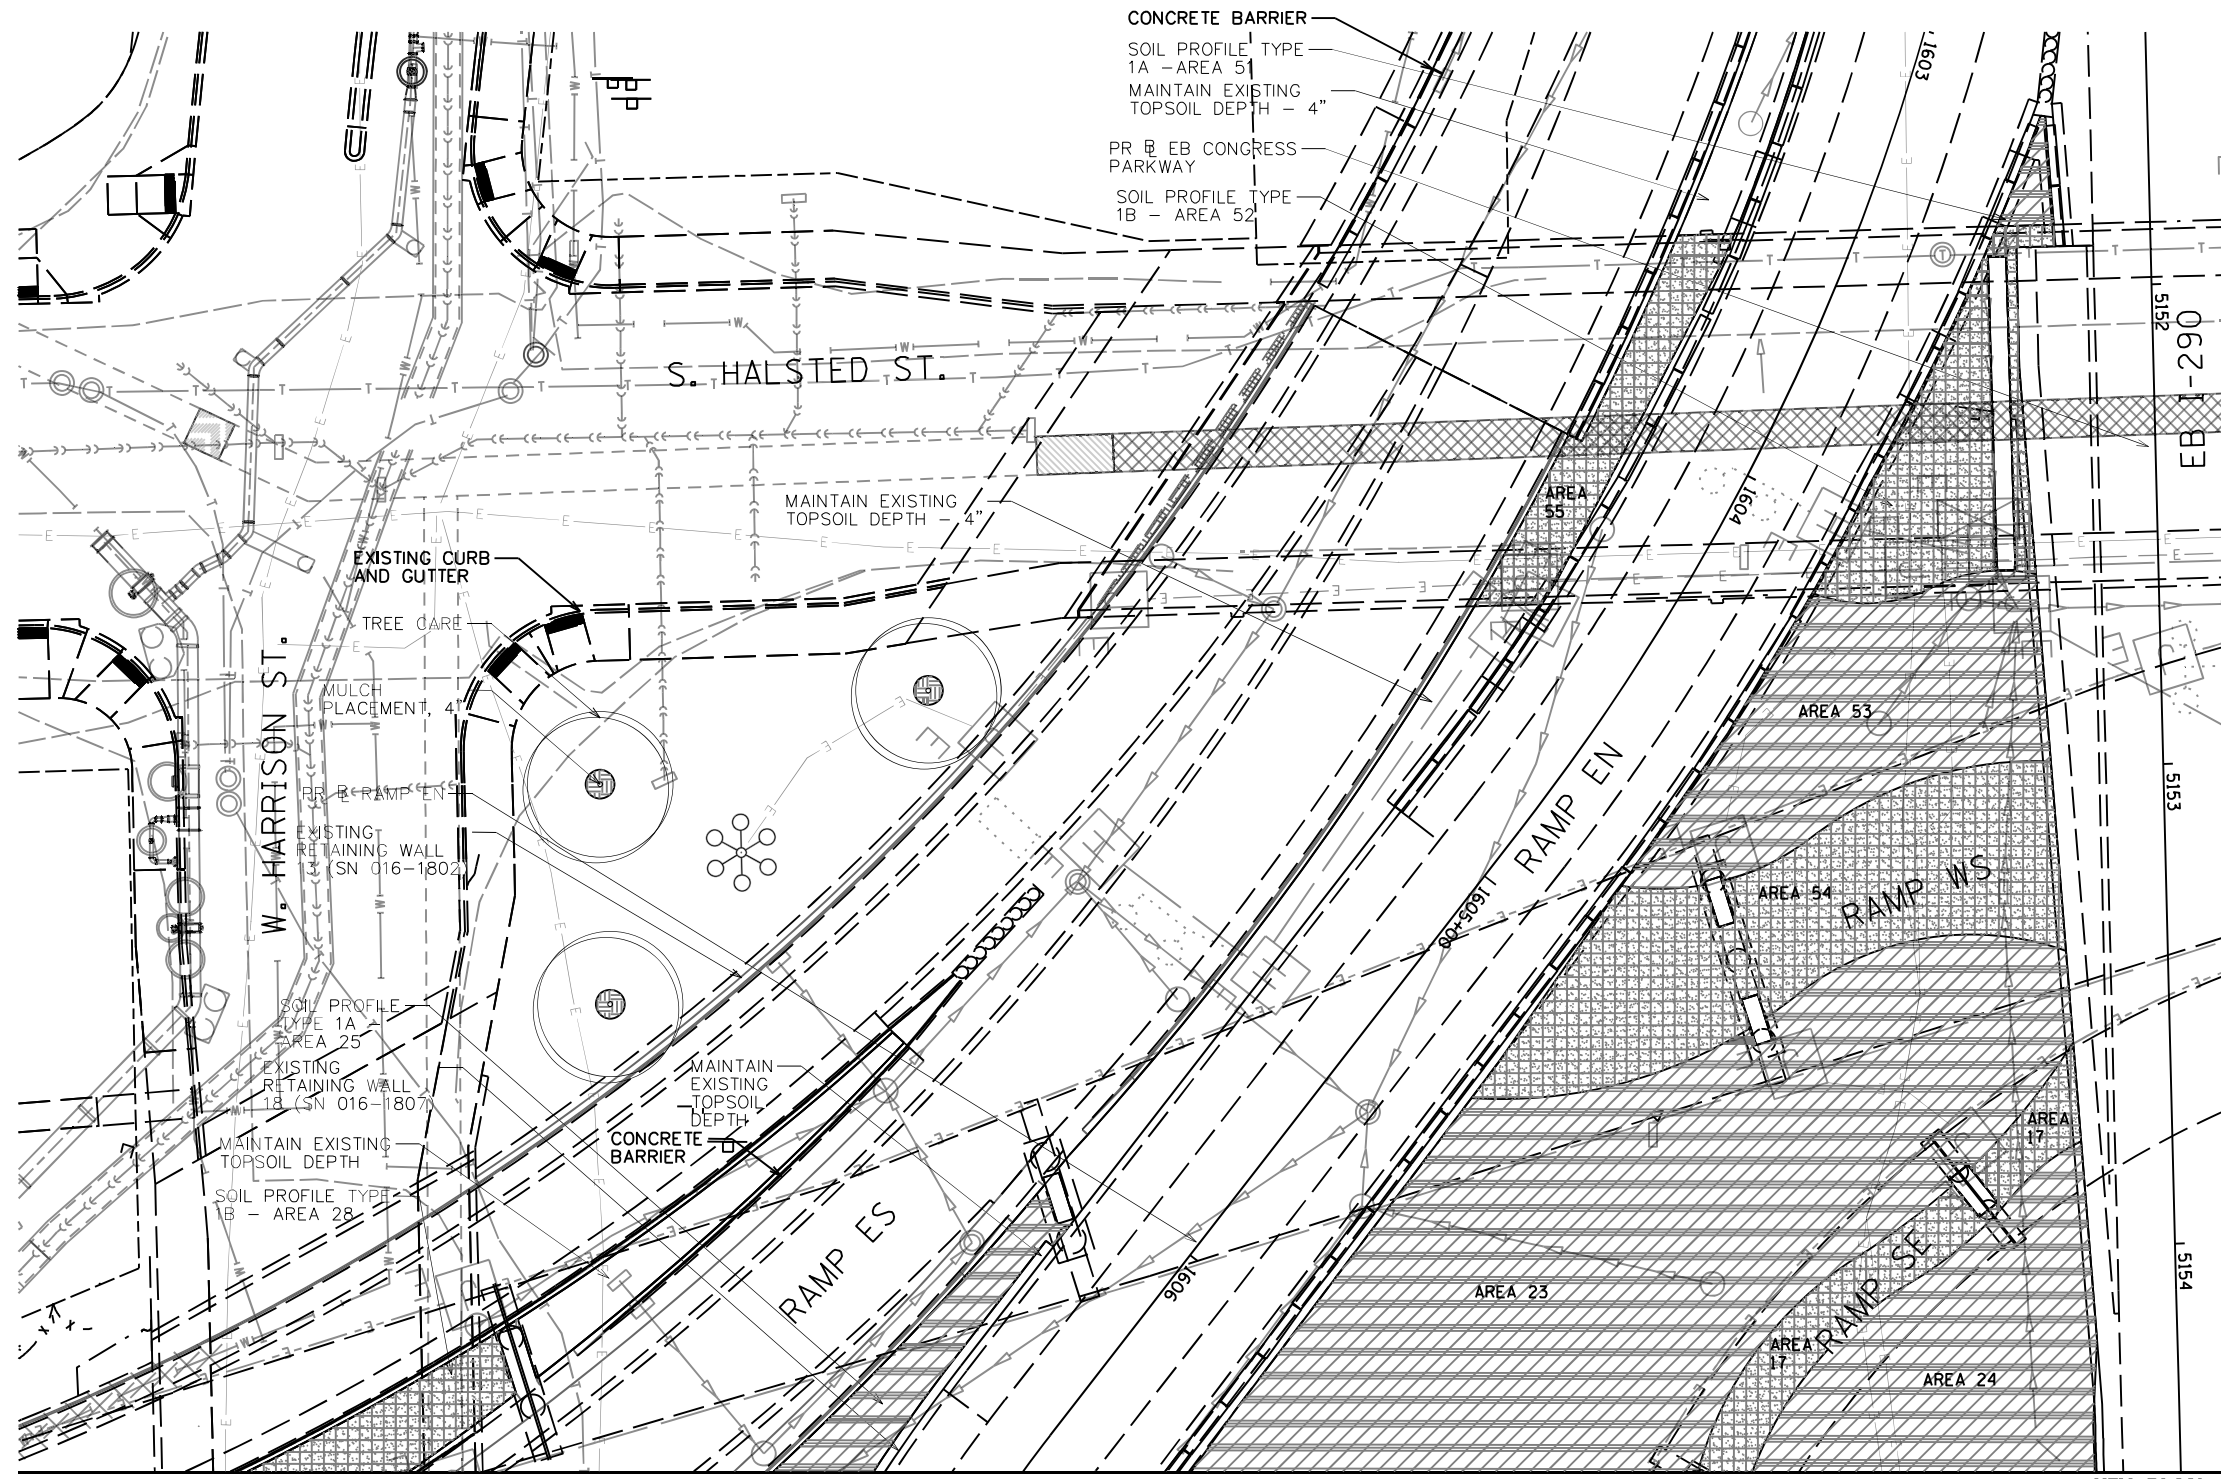 CONCRETE BARRIER
SOIL PROFILE TYPE
1A -AREA 51
MAINTAIN EXISTING
TOPSOIL DEPTH - 4"
PR ℄ EB CONGRESS
PARKWAY
SOIL PROFILE TYPE
1B - AREA 52
1603
5152
EB I-290
S. HALSTED ST.
MAINTAIN EXISTING
TOPSOIL DEPTH - 4"
AREA
55
1604
EXISTING CURB
AND GUTTER
TREE CARE
W. HARRISON ST.
MULCH
PLACEMENT, 4"
AREA 53
5153
PR ℄ RAMP EN
EXISTING
RETAINING WALL
13 (SN 016-1802)
RAMP EN
AREA 54
RAMP WS
1605+00
SOIL PROFILE
TYPE 1A -
AREA 25
EXISTING
RETAINING WALL
18 (SN 016-1807)
MAINTAIN
EXISTING
TOPSOIL
DEPTH
CONCRETE
BARRIER
MAINTAIN EXISTING
TOPSOIL DEPTH
SOIL PROFILE TYPE
1B - AREA 28
AREA
17
RAMP ES
1606
RAMP SE
5154
AREA 23
AREA
17
AREA 24